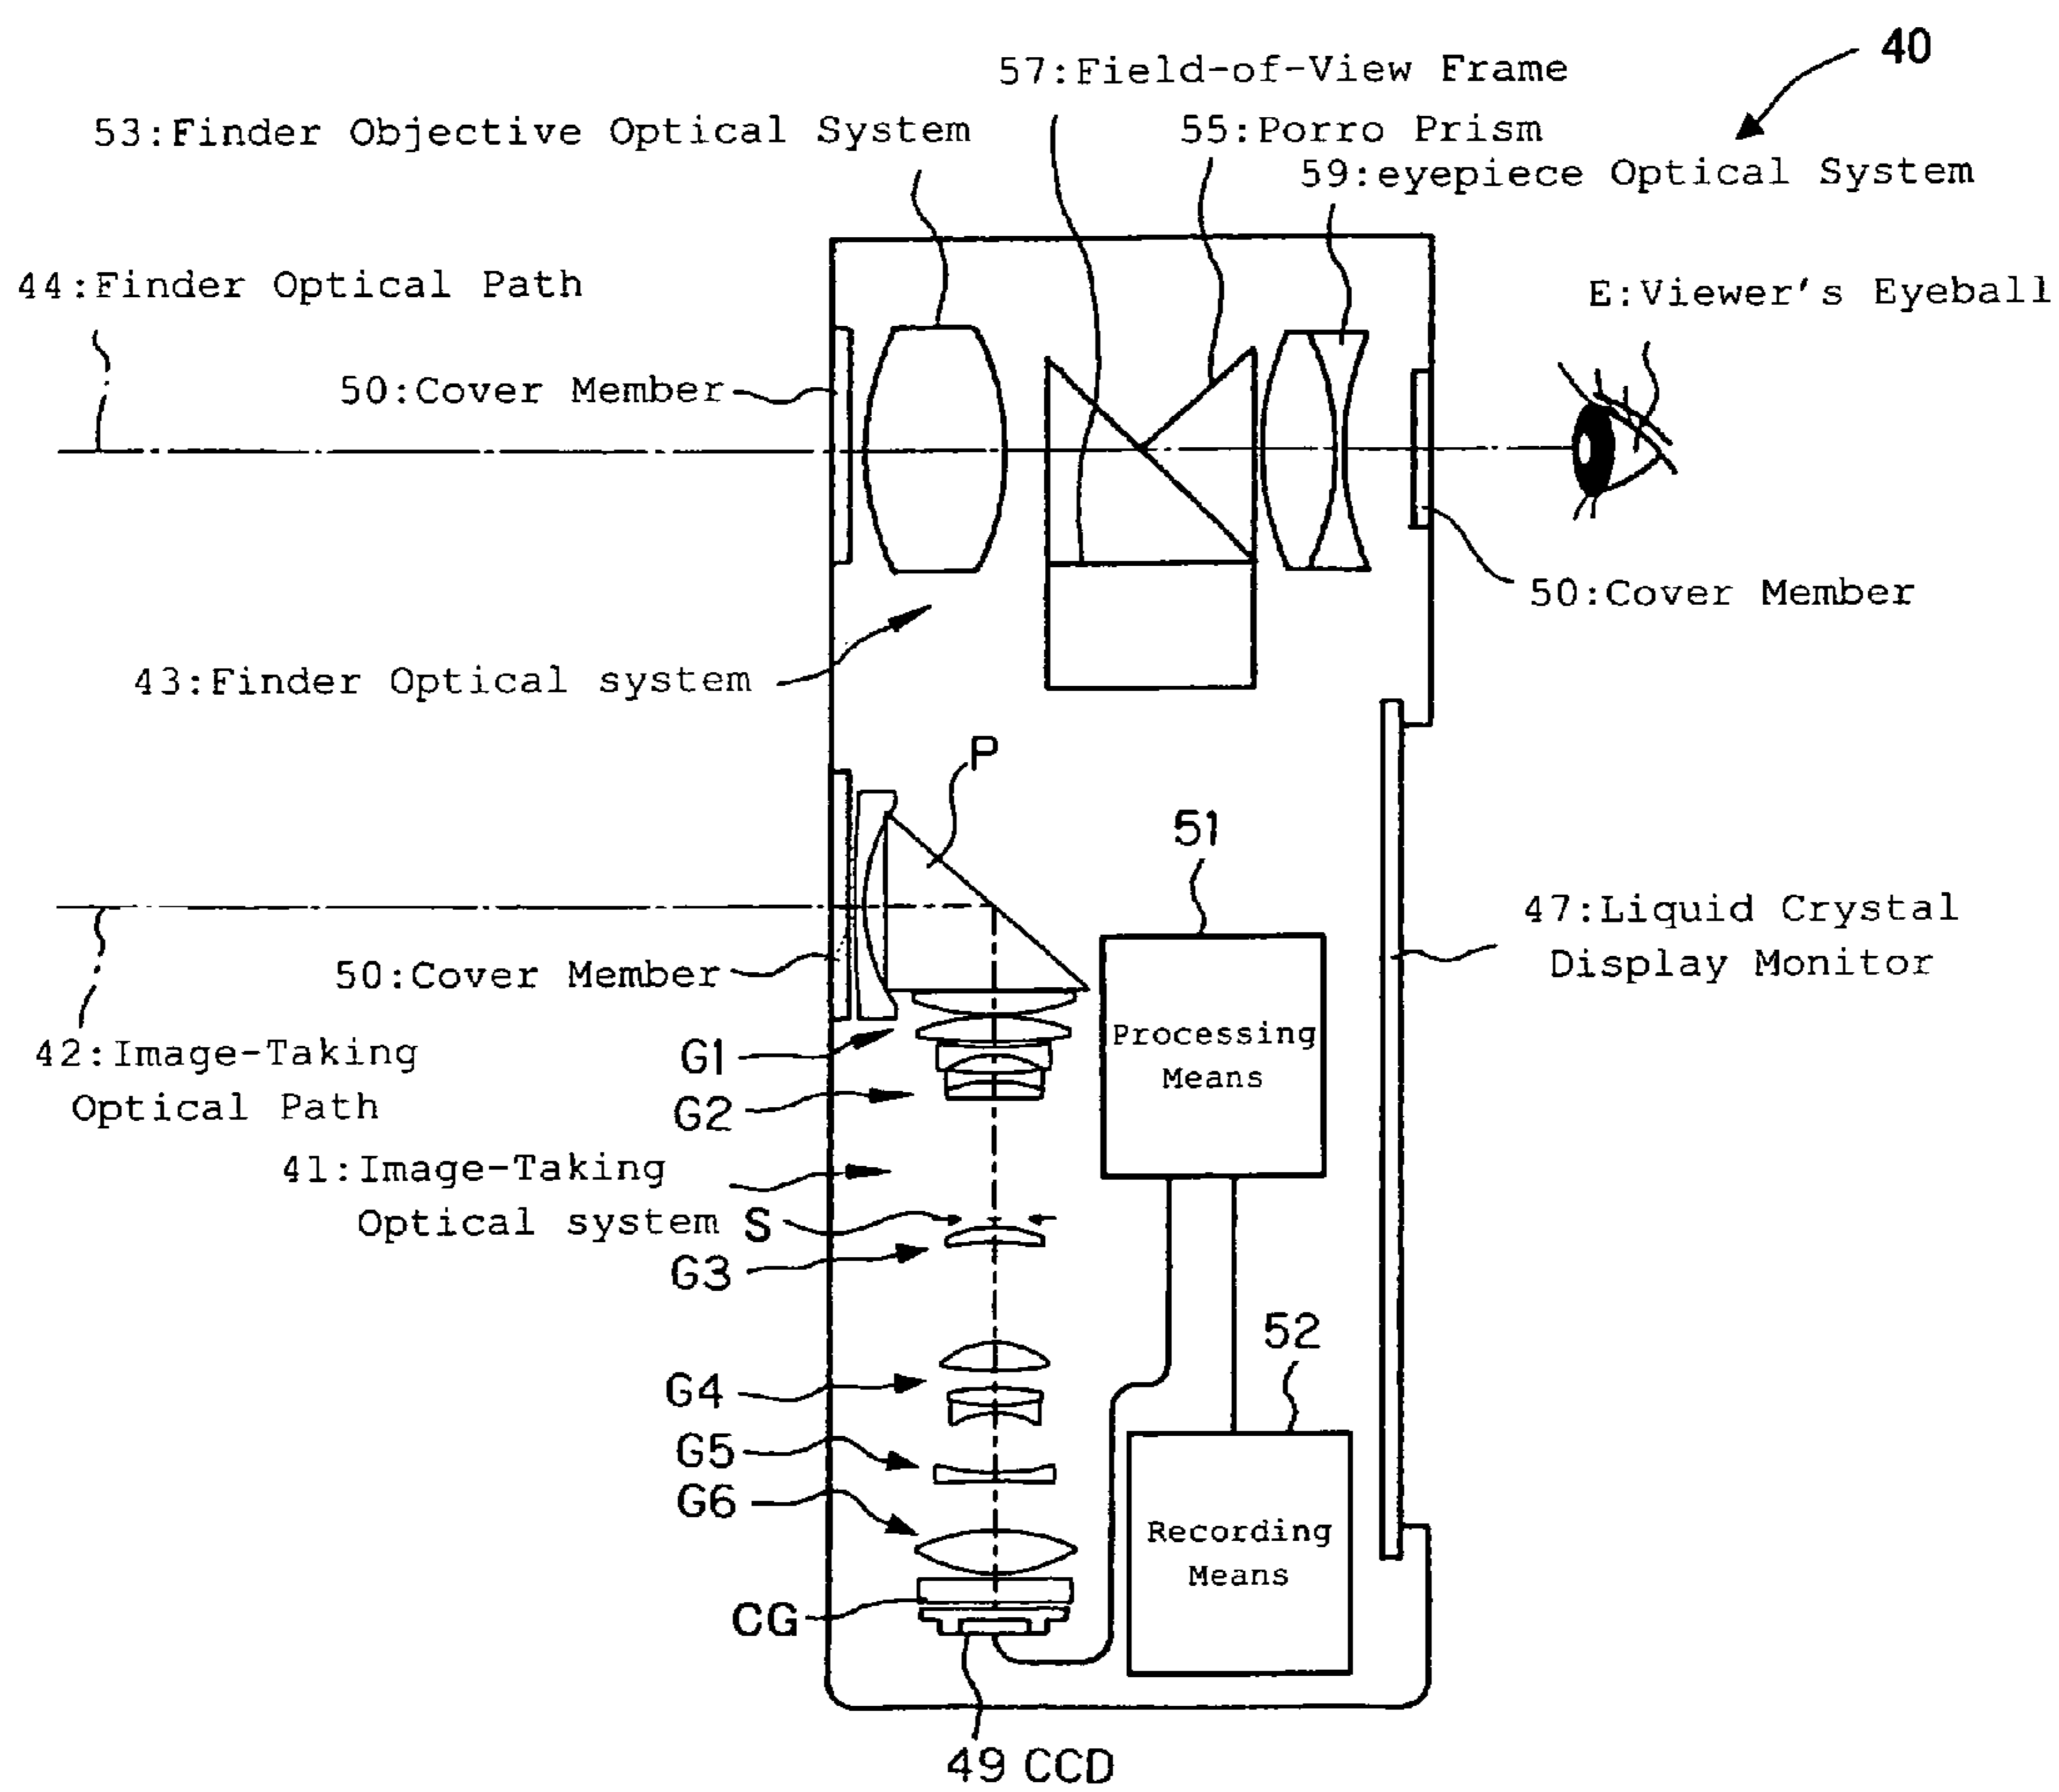 40
57:Field-of-View Frame
53:Finder Objective Optical System
55:Porro Prism
59:eyepiece Optical System
44:Finder Optical Path
E:Viewer's Eyeball
50:Cover Member
50:Cover Member
43:Finder Optical system
P
51
47:Liquid Crystal
Display Monitor
50:Cover Member
Processing
Means
42:Image-Taking
Optical Path
G1
G2
41:Image-Taking
Optical system
S
G3
52
G4
G5
G6
Recording
Means
CG
49 CCD